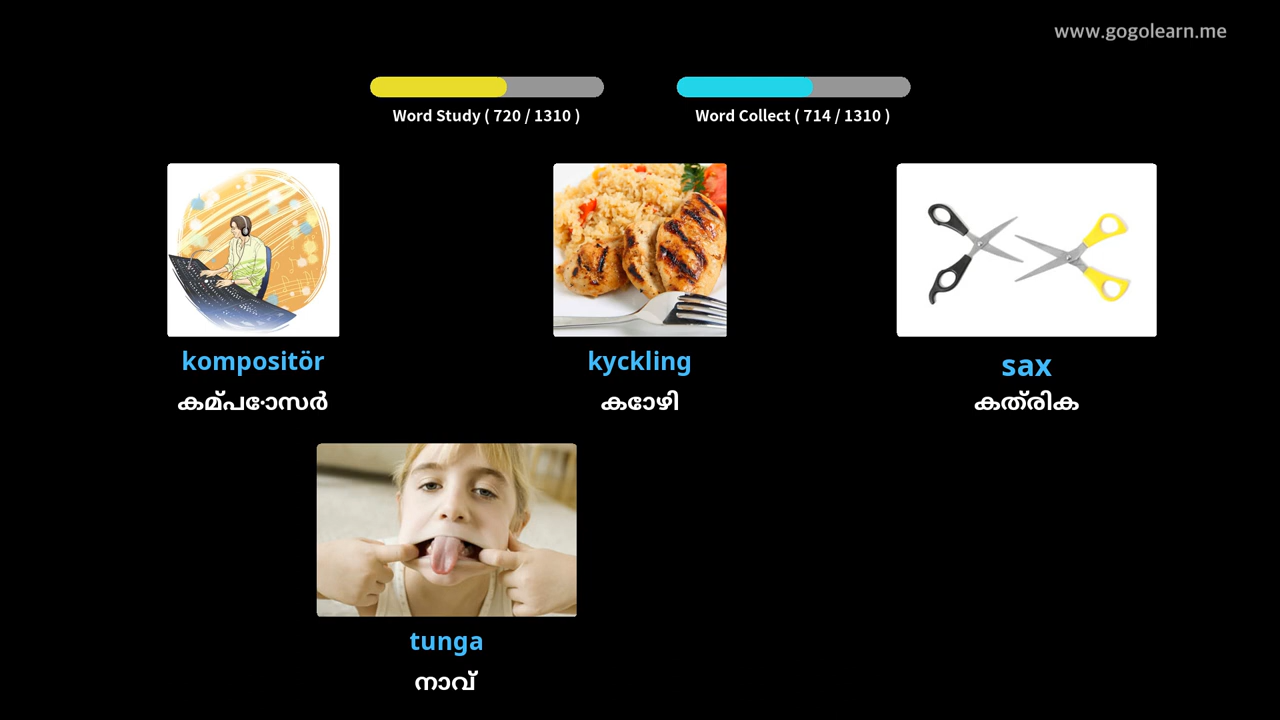 www.gogolearn.me
Word Study ( 720 / 1310 )
Word Collect ( 714 / 1310 )
kompositör
kyckling
sax
കമ്പോസർ
കോഴി
കത്രിക
tunga
നാവ്